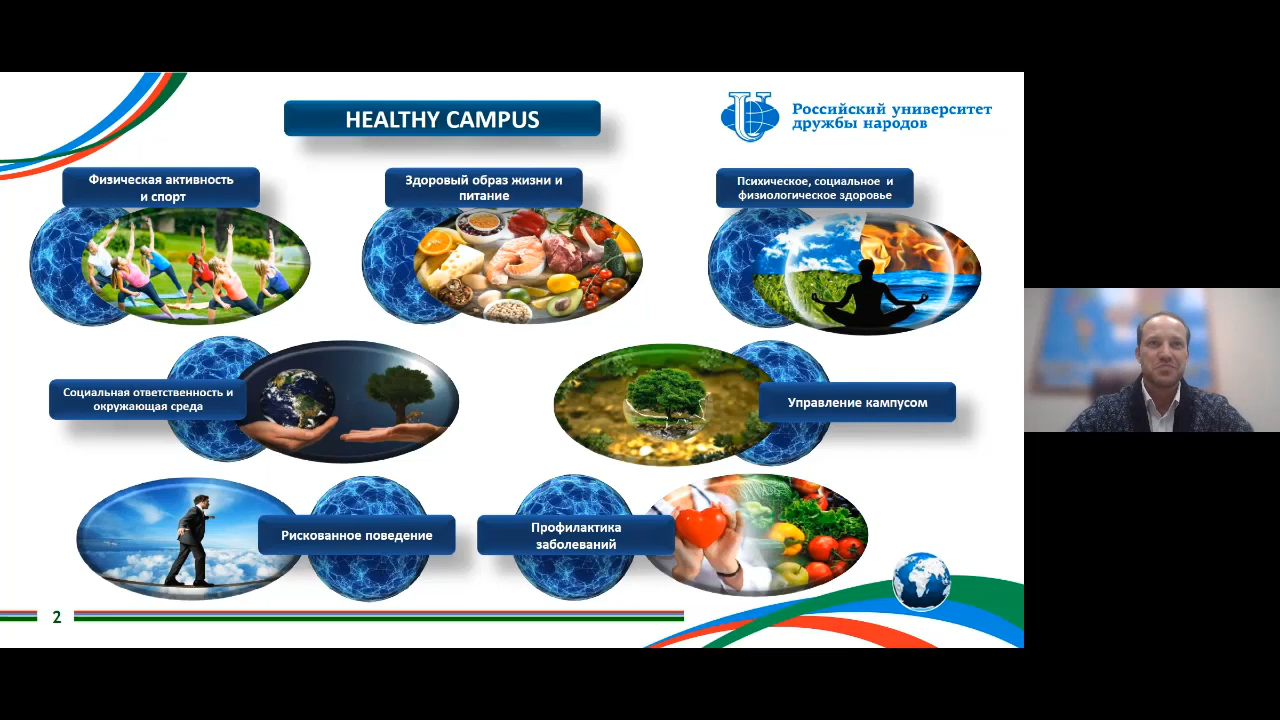 HEALTHY CAMPUS
Российский университет
дружбы народов
Физическая активность
и спорт
Здоровый образ жизни и
питание
Психическое, социальное и
физиологическое здоровье
Социальная ответственность и
окружающая среда
Управление кампусом
Рискованное поведение
Профилактика
заболеваний
2